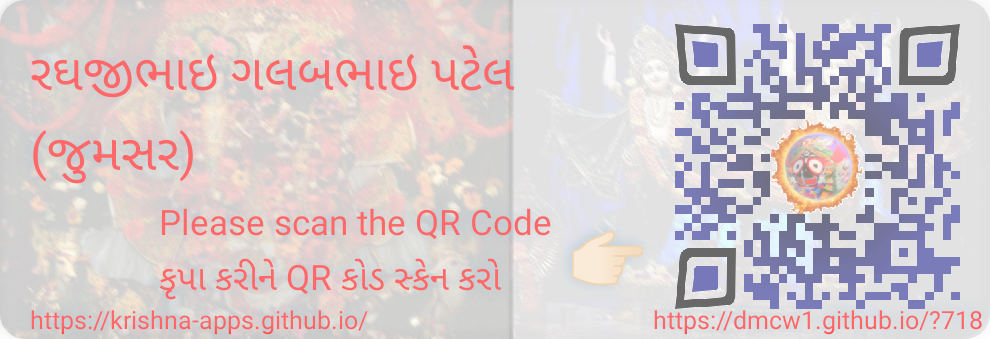 રઘજીભાઇ ગલબભાઇ પટેલ
(જુમસર)
Please scan the QR Code
કૃપા કરીને QR કોડ સ્કેન કરો
https://krishna-apps.github.io/
https://dmcw1.github.io/?718